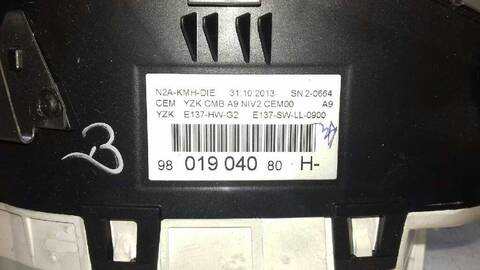 N2A-KMH-DIE 31.10.2013 SN 2-0664
CEM YZK CMB A9 NIV2 CEM00 A9
YZK E137-HW-G2 E137-SW-LL-0900
98 019 040 80 H-